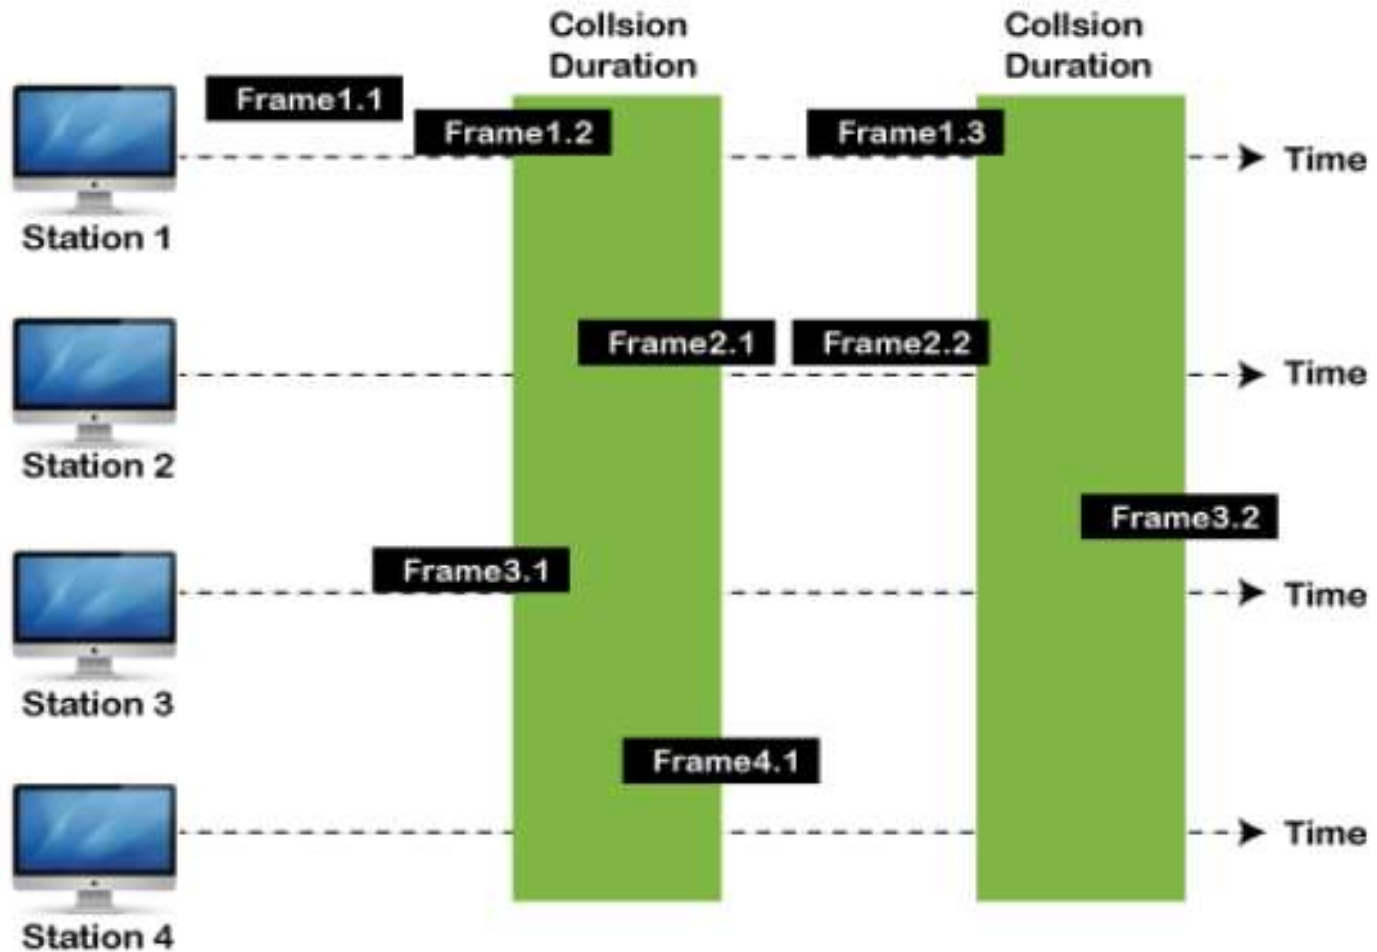 Collsion
Duration
Collsion
Duration
Frame1.1
Frame1.2
Frame1.3
Time
Station 1
Frame2.1
Frame2.2
Time
Station 2
Frame3.2
Frame3.1
Time
Station 3
Frame4.1
Time
Station 4